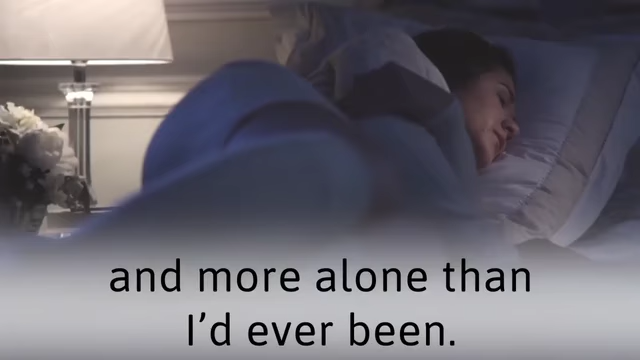 and more alone than
I’d ever been.